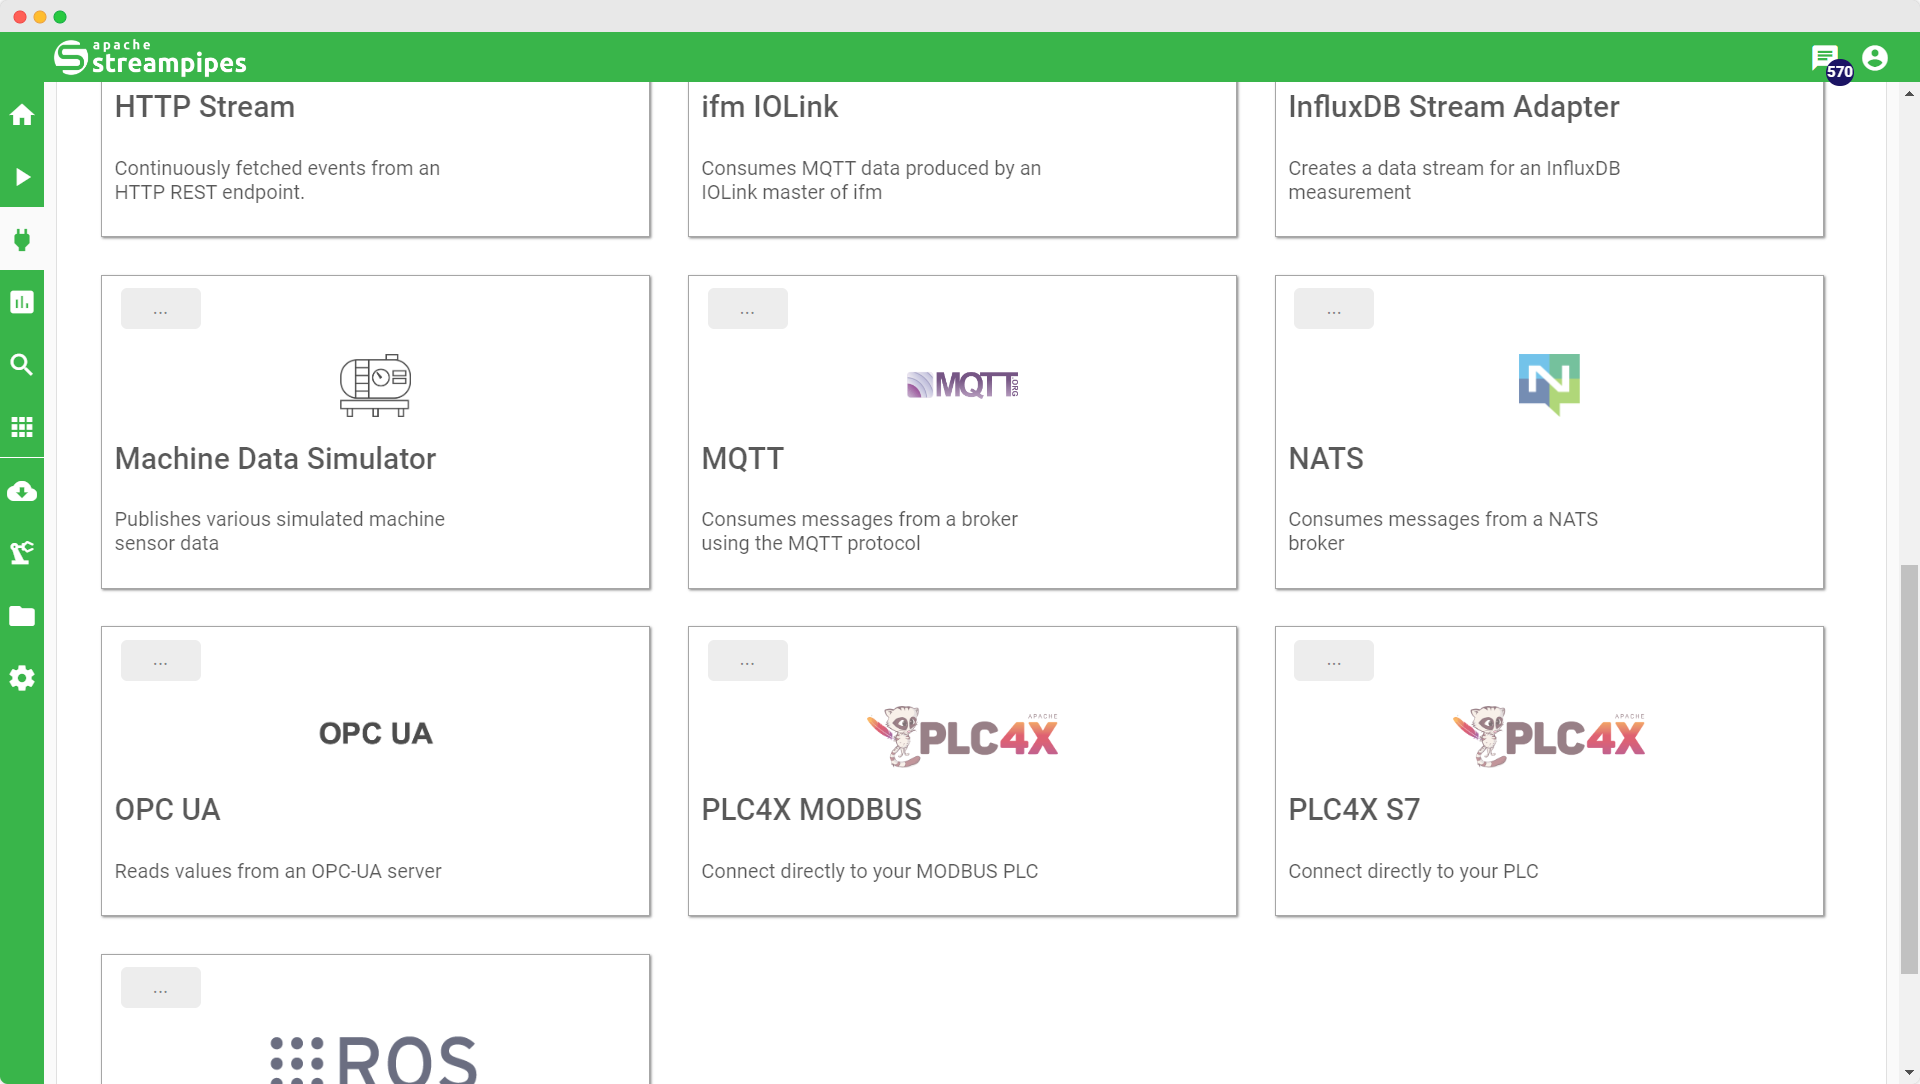 apache
streampipes
570
HTTP Stream
Continuously fetched events from an
HTTP REST endpoint.
ifm IOLink
Consumes MQTT data produced by an
IOLink master of ifm
InfluxDB Stream Adapter
Creates a data stream for an InfluxDB
measurement
...
Machine Data Simulator
Publishes various simulated machine
sensor data
...
MQTT.ORG
MQTT
Consumes messages from a broker
using the MQTT protocol
...
N
NATS
Consumes messages from a NATS
broker
...
OPC UA
OPC UA
Reads values from an OPC-UA server
...
APACHE
PLC4X
PLC4X MODBUS
Connect directly to your MODBUS PLC
...
APACHE
PLC4X
PLC4X S7
Connect directly to your PLC
...
ROS